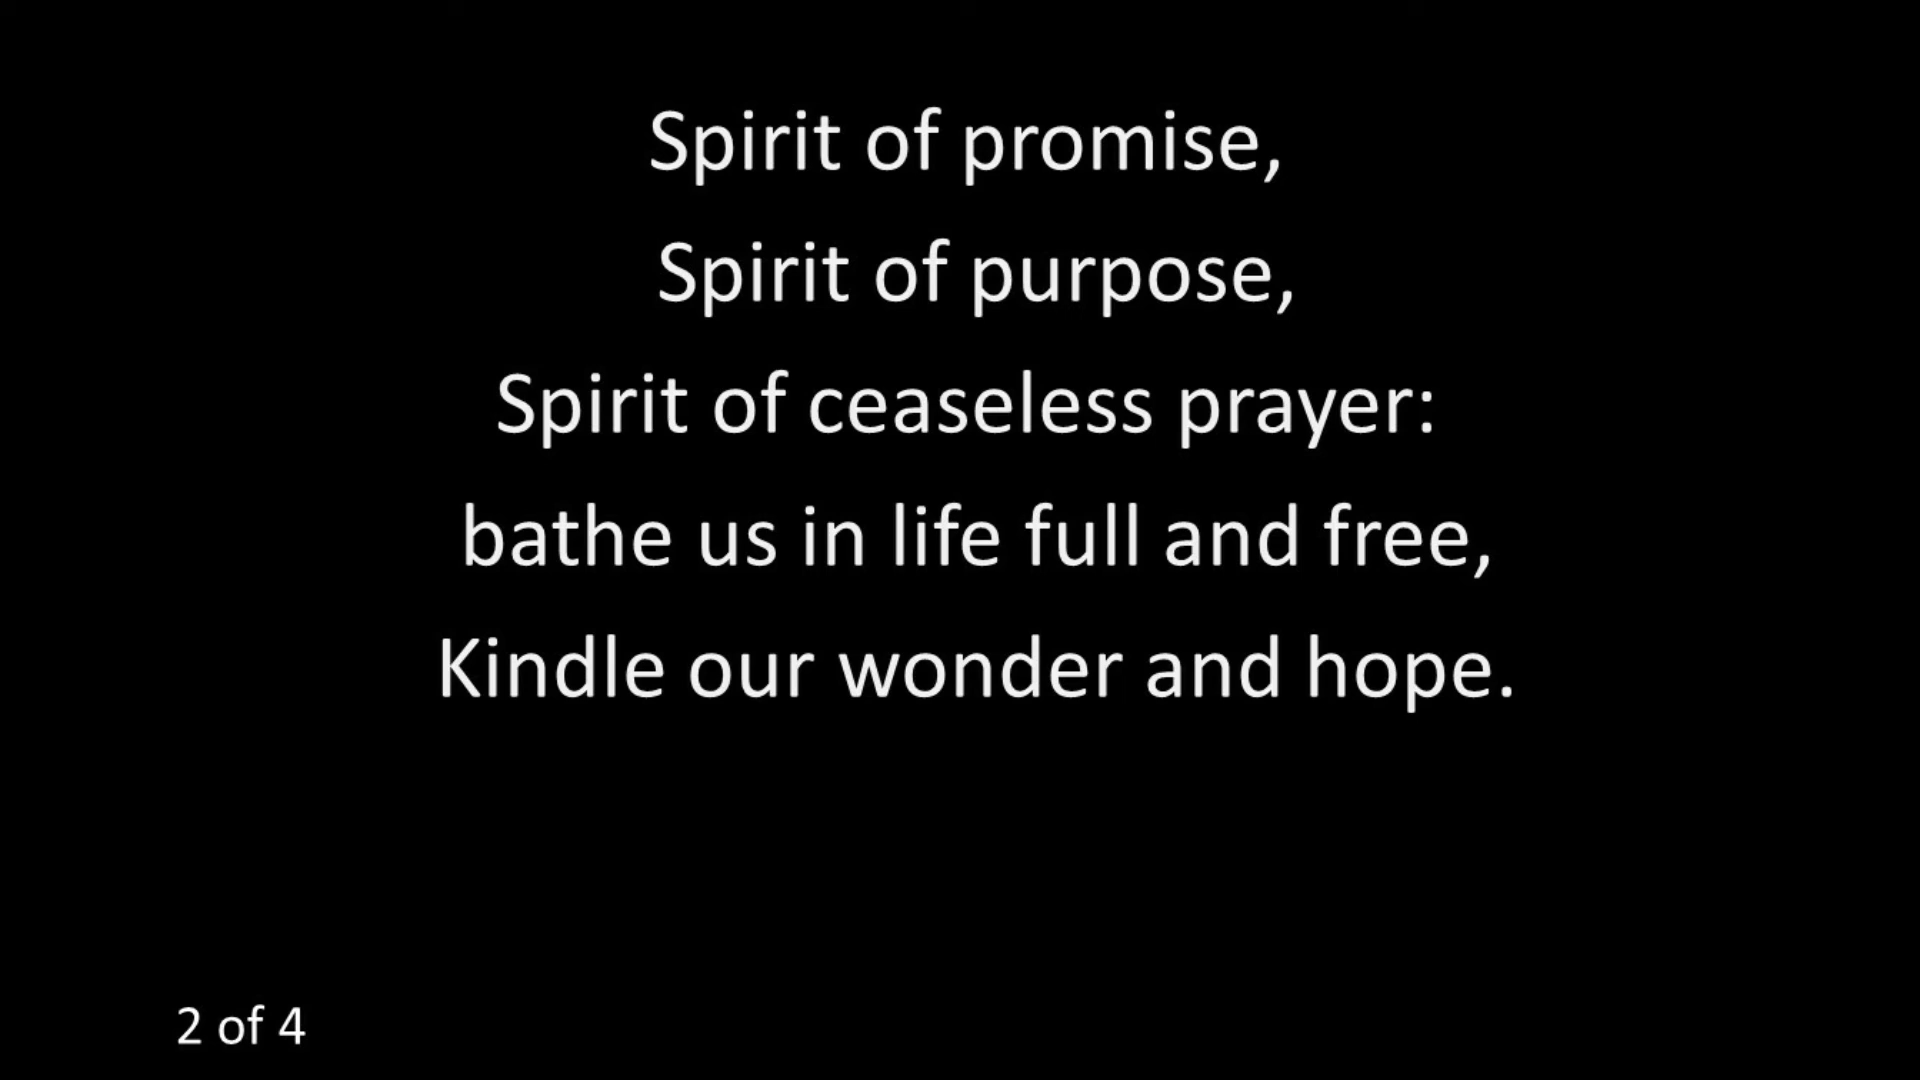 Spirit of promise,
Spirit of purpose,
Spirit of ceaseless prayer:
bathe us in life full and free,
Kindle our wonder and hope.
2 of 4